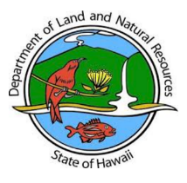 Department of Land and Natural Resources
State of Hawaii